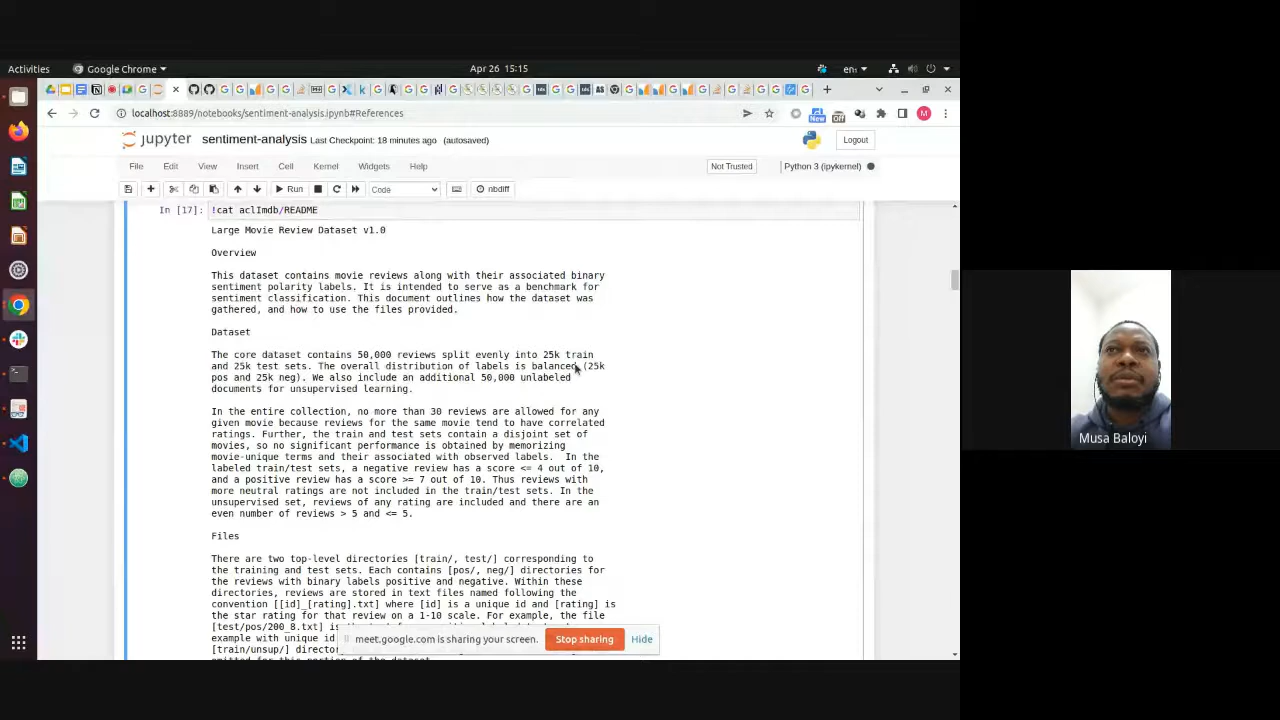 Activities
Google Chrome
Apr 26 15:15
en₁
localhost:8889/notebooks/sentiment-analysis.ipynb#References
New
Off
M
jupyter
sentiment-analysis Last Checkpoint: 18 minutes ago (autosaved)
Logout
File Edit View Insert Cell Kernel Widgets Help
Not Trusted
Python 3 (ipykernel)
Run
Code
nbdiff
In [17]: !cat aclImdb/README
Large Movie Review Dataset v1.0
Overview
This dataset contains movie reviews along with their associated binary
sentiment polarity labels. It is intended to serve as a benchmark for
sentiment classification. This document outlines how the dataset was
gathered, and how to use the files provided.
Dataset
The core dataset contains 50,000 reviews split evenly into 25k train
and 25k test sets. The overall distribution of labels is balanced (25k
pos and 25k neg). We also include an additional 50,000 unlabeled
documents for unsupervised learning.
In the entire collection, no more than 30 reviews are allowed for any
given movie because reviews for the same movie tend to have correlated
ratings. Further, the train and test sets contain a disjoint set of
movies, so no significant performance is obtained by memorizing
movie-unique terms and their associated with observed labels.  In the
labeled train/test sets, a negative review has a score <= 4 out of 10,
and a positive review has a score >= 7 out of 10. Thus reviews with
more neutral ratings are not included in the train/test sets. In the
unsupervised set, reviews of any rating are included and there are an
even number of reviews > 5 and <= 5.
Files
There are two top-level directories [train/, test/] corresponding to
the training and test sets. Each contains [pos/, neg/] directories for
the reviews with binary labels positive and negative. Within these
directories, reviews are stored in text files named following the
convention [[id]_[rating].txt] where [id] is a unique id and [rating] is
the star rating for that review on a 1-10 scale. For example, the file
[test/pos/200_8.txt] is
example with unique id
[train/unsup/] direct
meet.google.com is sharing your screen.
Stop sharing
Hide
Musa Baloyi